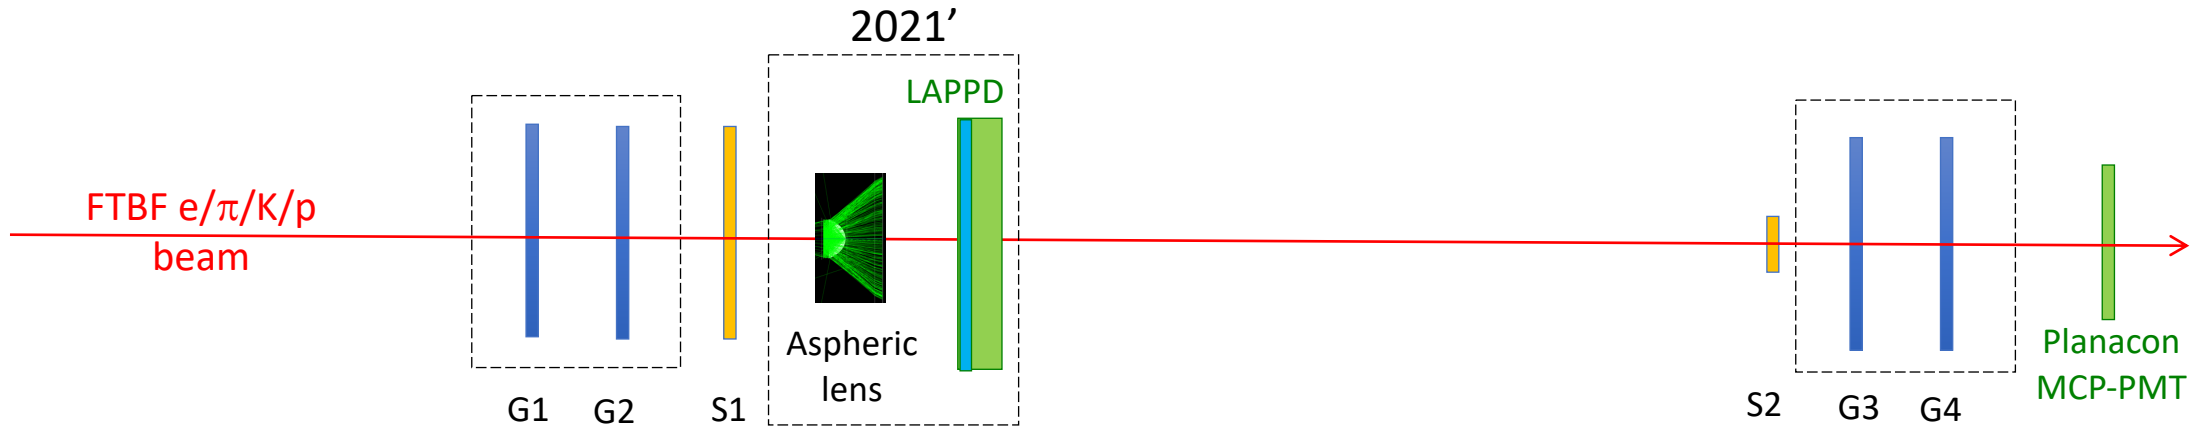 2021’
LAPPD
FTBF e/π/K/p
beam
Aspheric
lens
Planacon
MCP-PMT
G1
G2
S1
S2
G3
G4